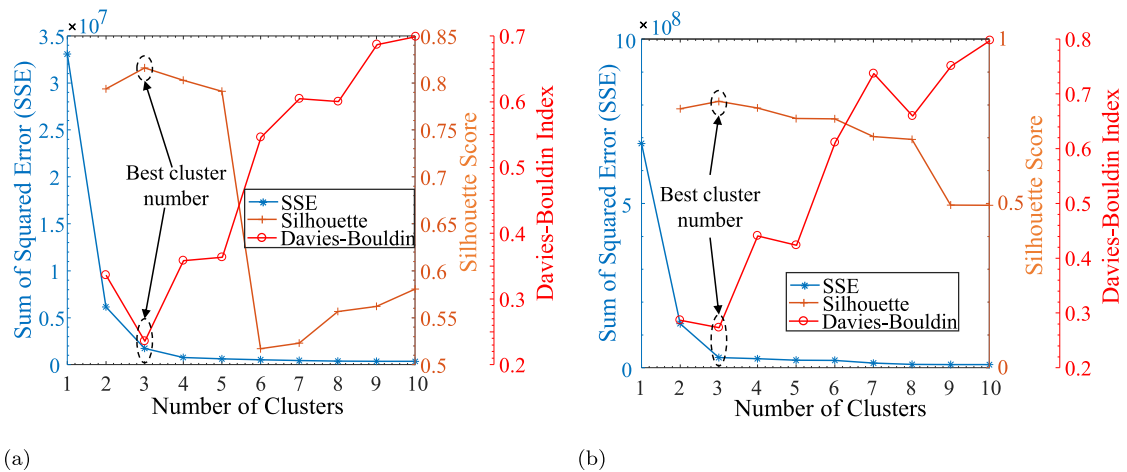 × 10^7
3.5
3
2.5
2
1.5
1
0.5
0
Sum of Squared Error (SSE)
1 2 3 4 5 6 7 8 9 10
Number of Clusters
Best cluster
number
SSE
Silhouette
Davies-Bouldin
0.85
0.8
0.75
0.7
0.65
0.6
0.55
0.5
Silhouette Score
0.7
0.6
0.5
0.4
0.3
0.2
Davies-Bouldin Index
(a)
× 10^8
10
5
0
Sum of Squared Error (SSE)
1 2 3 4 5 6 7 8 9 10
Number of Clusters
Best cluster
number
SSE
Silhouette
Davies-Bouldin
1
0.5
0
Silhouette Score
0.8
0.7
0.6
0.5
0.4
0.3
0.2
Davies-Bouldin Index
(b)